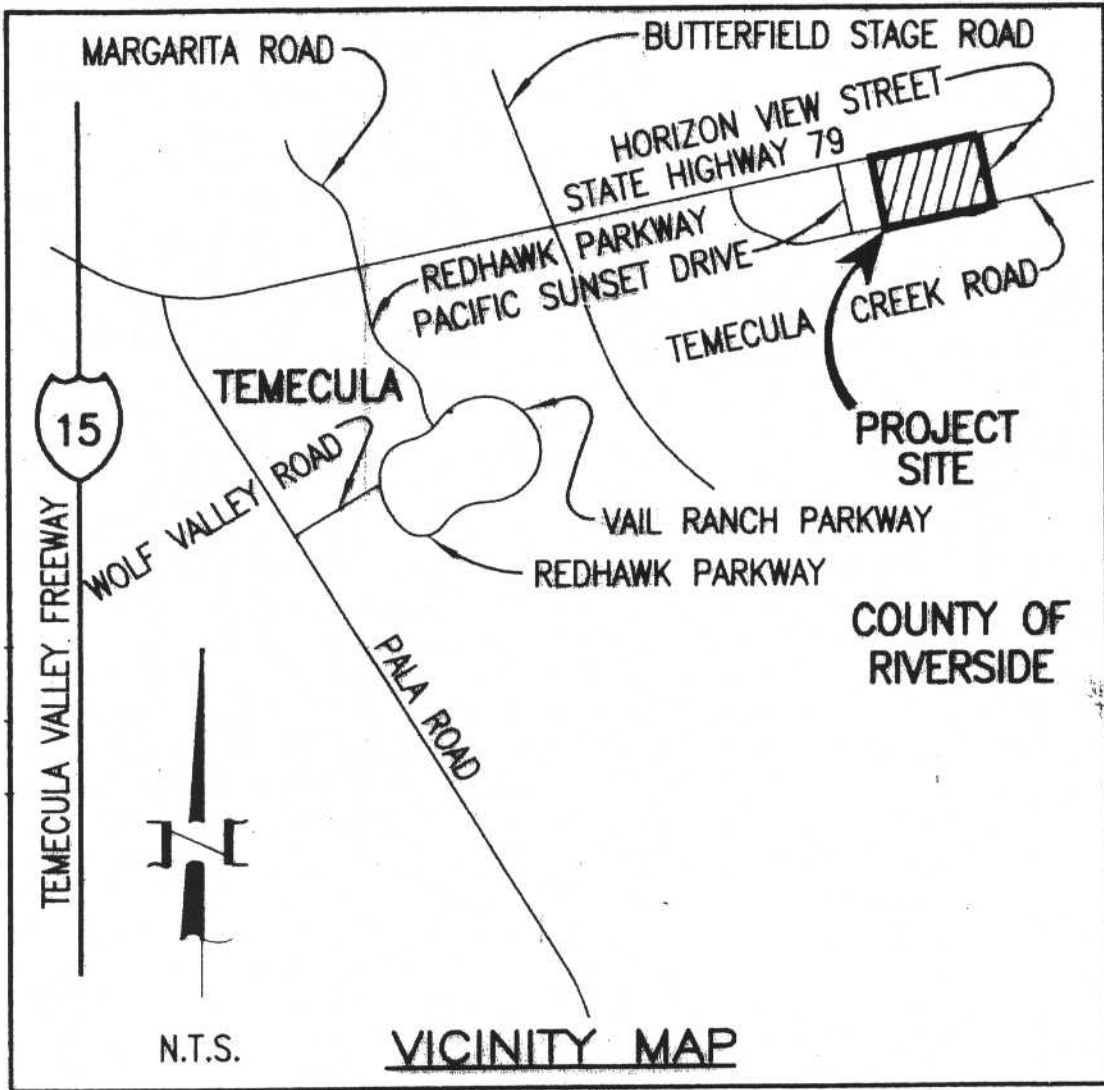 MARGARITA ROAD
BUTTERFIELD STAGE ROAD
HORIZON VIEW STREET
STATE HIGHWAY 79
REDHAWK PARKWAY
PACIFIC SUNSET DRIVE
TEMECULA CREEK ROAD
TEMECULA
15
PROJECT
SITE
WOLF VALLEY ROAD
VAIL RANCH PARKWAY
REDHAWK PARKWAY
TEMECULA VALLEY FREEWAY
COUNTY OF
RIVERSIDE
PALA ROAD
N.T.S.
VICINITY MAP